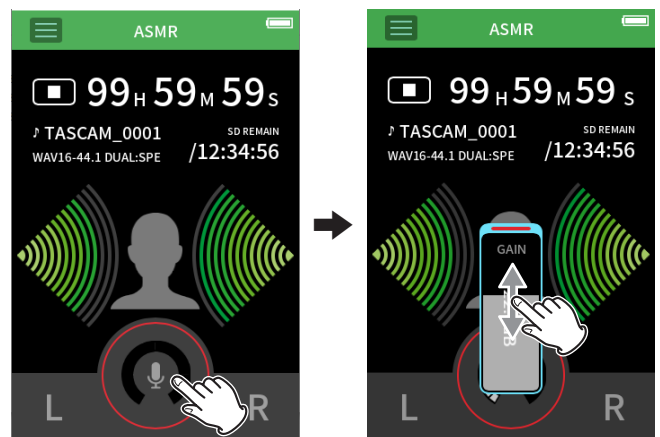 ASMR
99H59M59S
♪ TASCAM_0001
SD REMAIN
WAV16-44.1 DUAL:SPE
/12:34:56
L
R
ASMR
99H59M59S
♪ TASCAM_0001
SD REMAIN
WAV16-44.1 DUAL:SPE
/12:34:56
GAIN
L
R